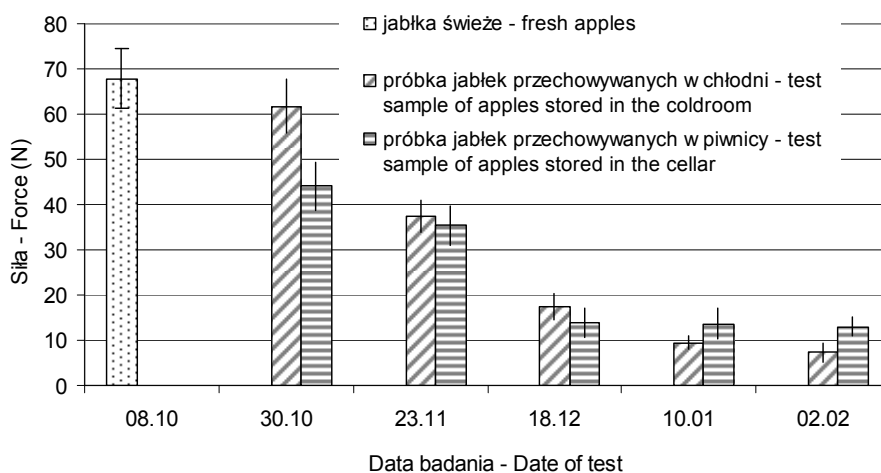 80
70
60
50
40
30
20
10
0
Siła - Force (N)
jabłka świeże - fresh apples
próbka jabłek przechowywanych w chłodni - test
sample of apples stored in the coldroom
próbka jabłek przechowywanych w piwnicy - test
sample of apples stored in the cellar
08.10 30.10 23.11 18.12 10.01 02.02
Data badania - Date of test